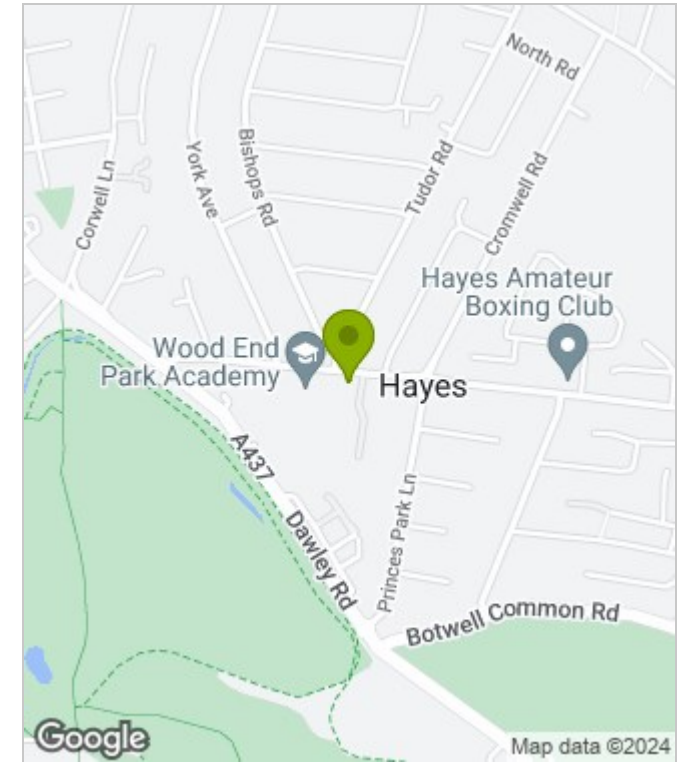 North Rd
Tudor Rd
Bishops Rd
York Ave
Corwell Ln
Cromwell Rd
Hayes Amateur
Boxing Club
Wood End
Park Academy
Hayes
A437
Dawley Rd
Princes Park Ln
Botwell Common Rd
Google
Map data ©2024